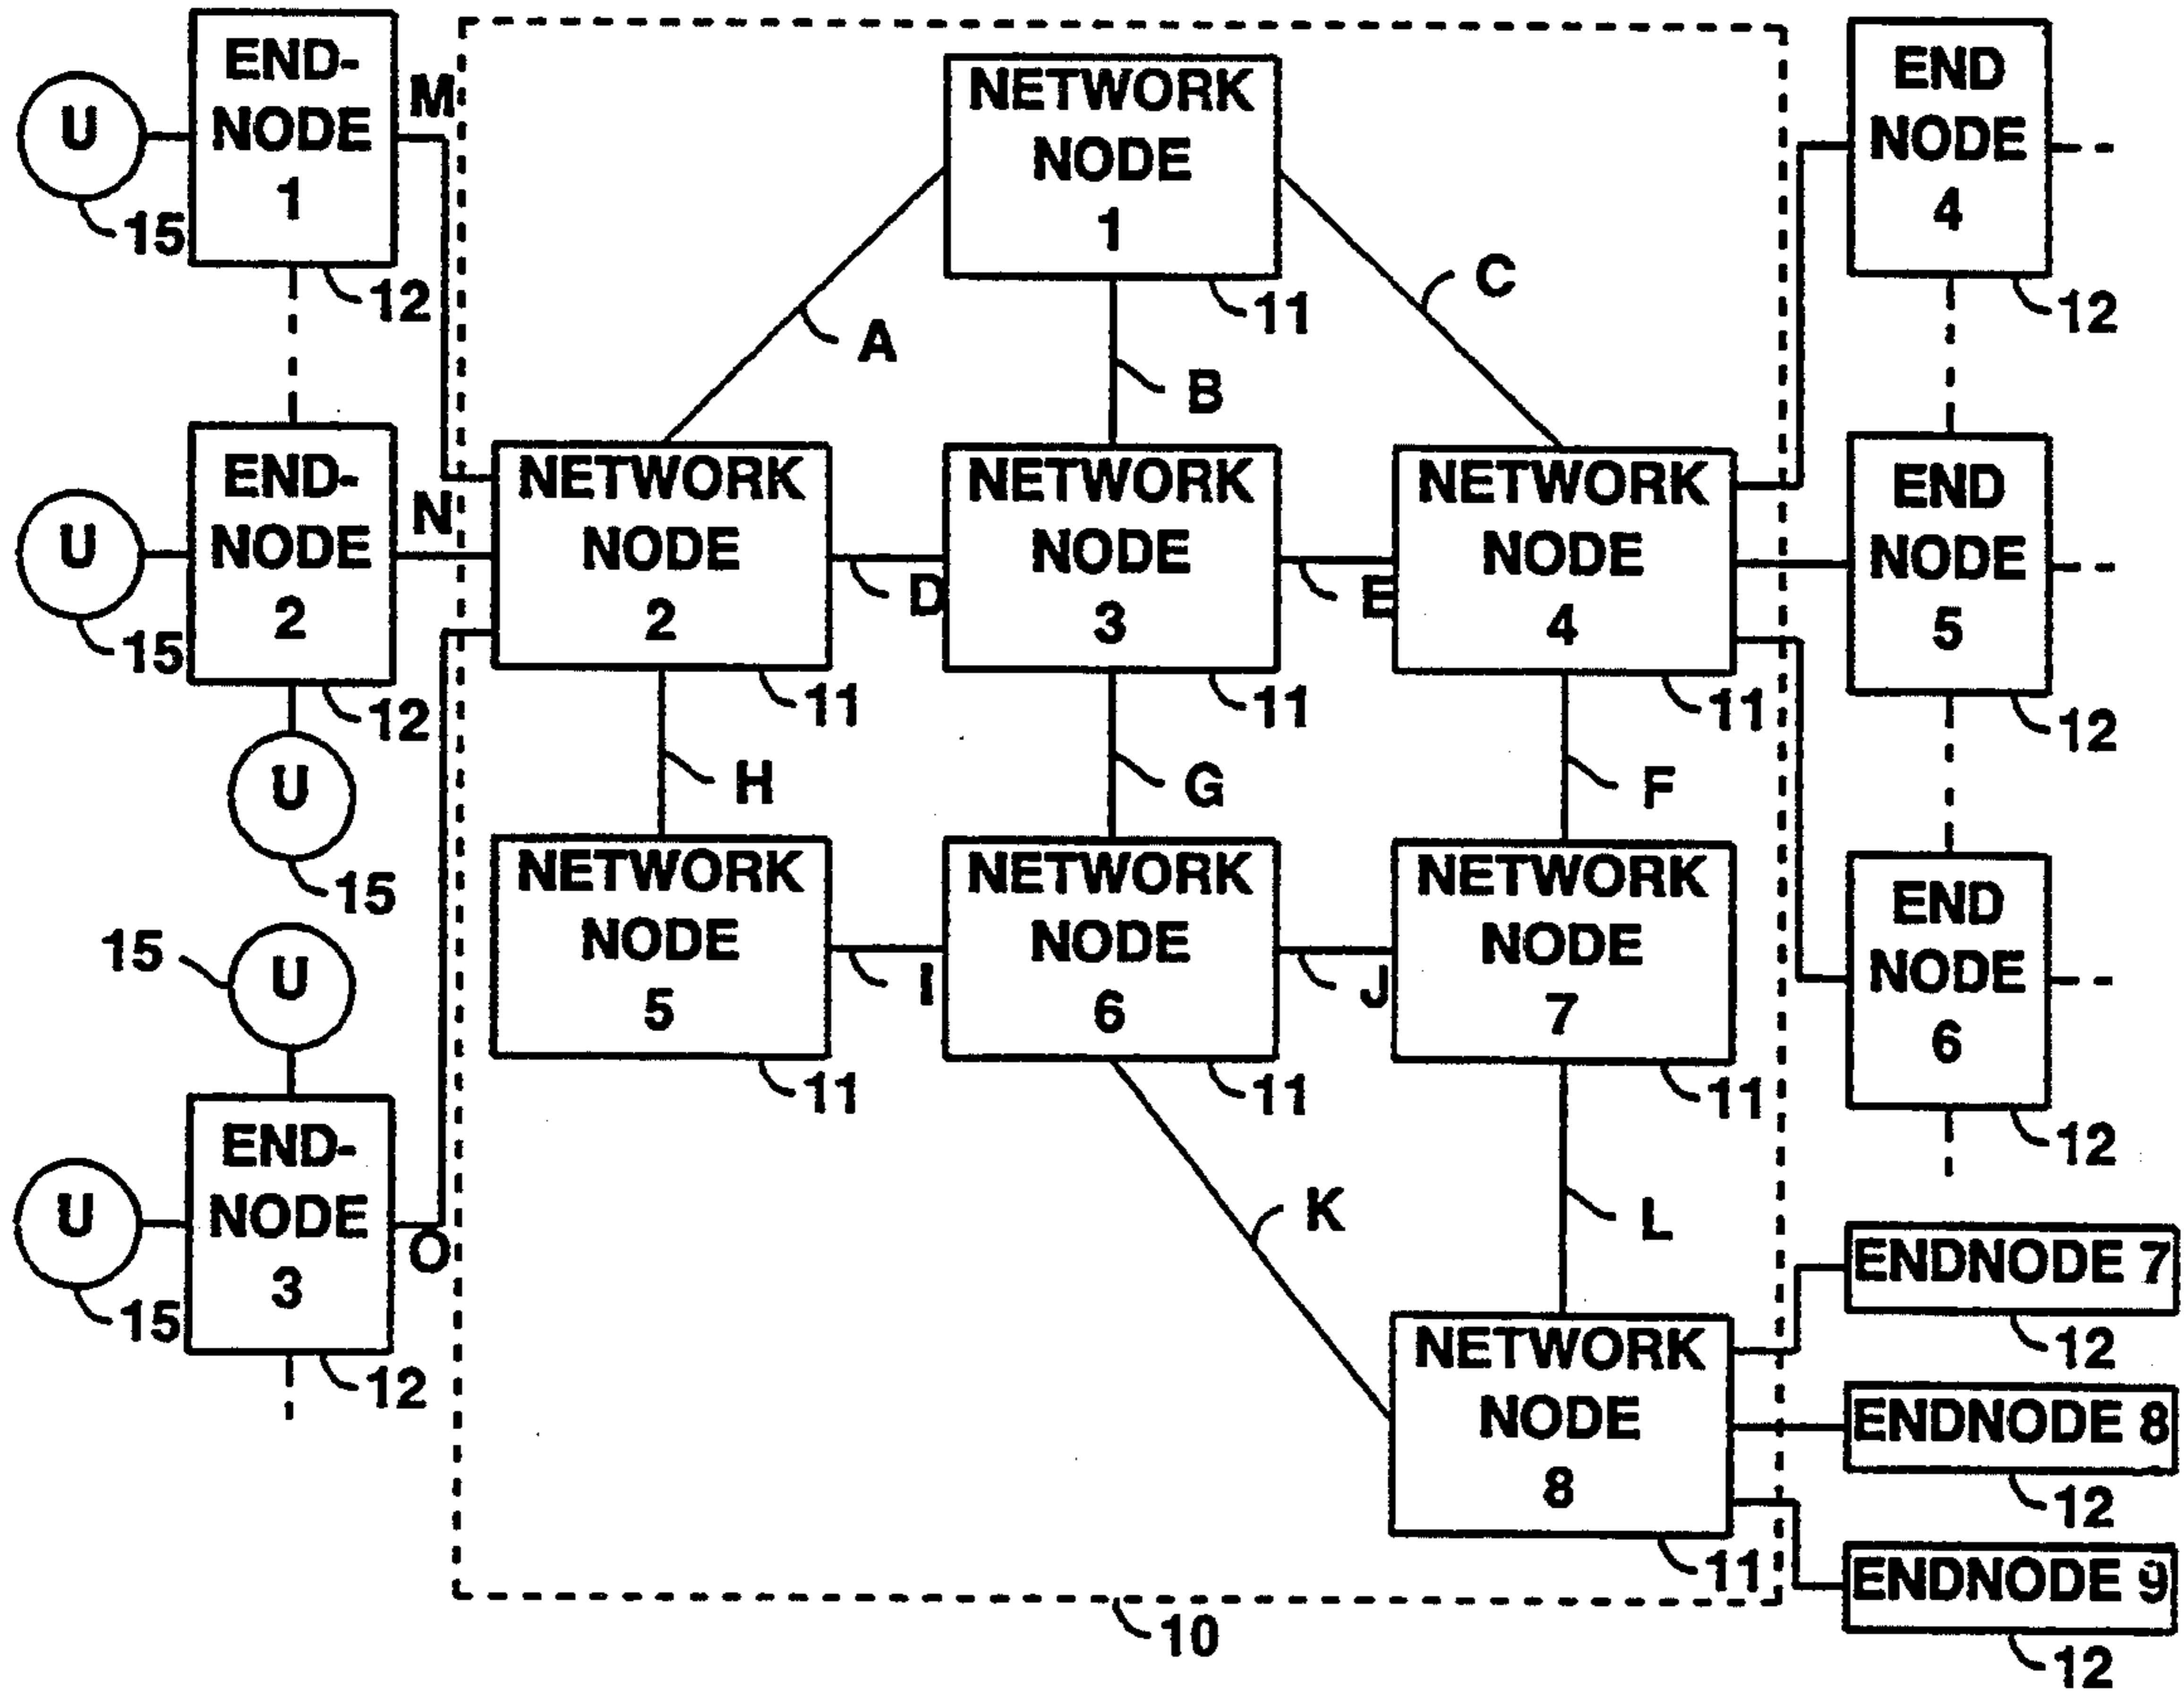 END-
NODE
1
M
U
15
12
NETWORK
NODE
1
11
A
B
C
END
NODE
4
12
END-
NODE
2
N
U
15
12
U
15
NETWORK
NODE
2
11
D
NETWORK
NODE
3
11
E
NETWORK
NODE
4
11
END
NODE
5
12
H
G
F
NETWORK
NODE
5
11
I
NETWORK
NODE
6
11
J
NETWORK
NODE
7
11
END
NODE
6
12
15
U
END-
NODE
3
O
U
15
12
K
L
NETWORK
NODE
8
11
ENDNODE 7
12
ENDNODE 8
12
ENDNODE 9
12
10